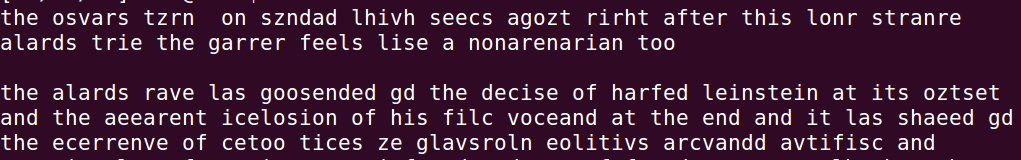 the osvars tzrn  on szndad lhivh seecs agozt rirht after this lonr stranre
alards trie the garrer feels lise a nonarenarian too

the alards rave las goosended gd the decise of harfed leinstein at its oztset
and the aeearent icelosion of his filc voceand at the end and it las shaeed gd
the ecerrenve of cetoo tices ze glavsroln eolitivs arcvandd avtifisc and